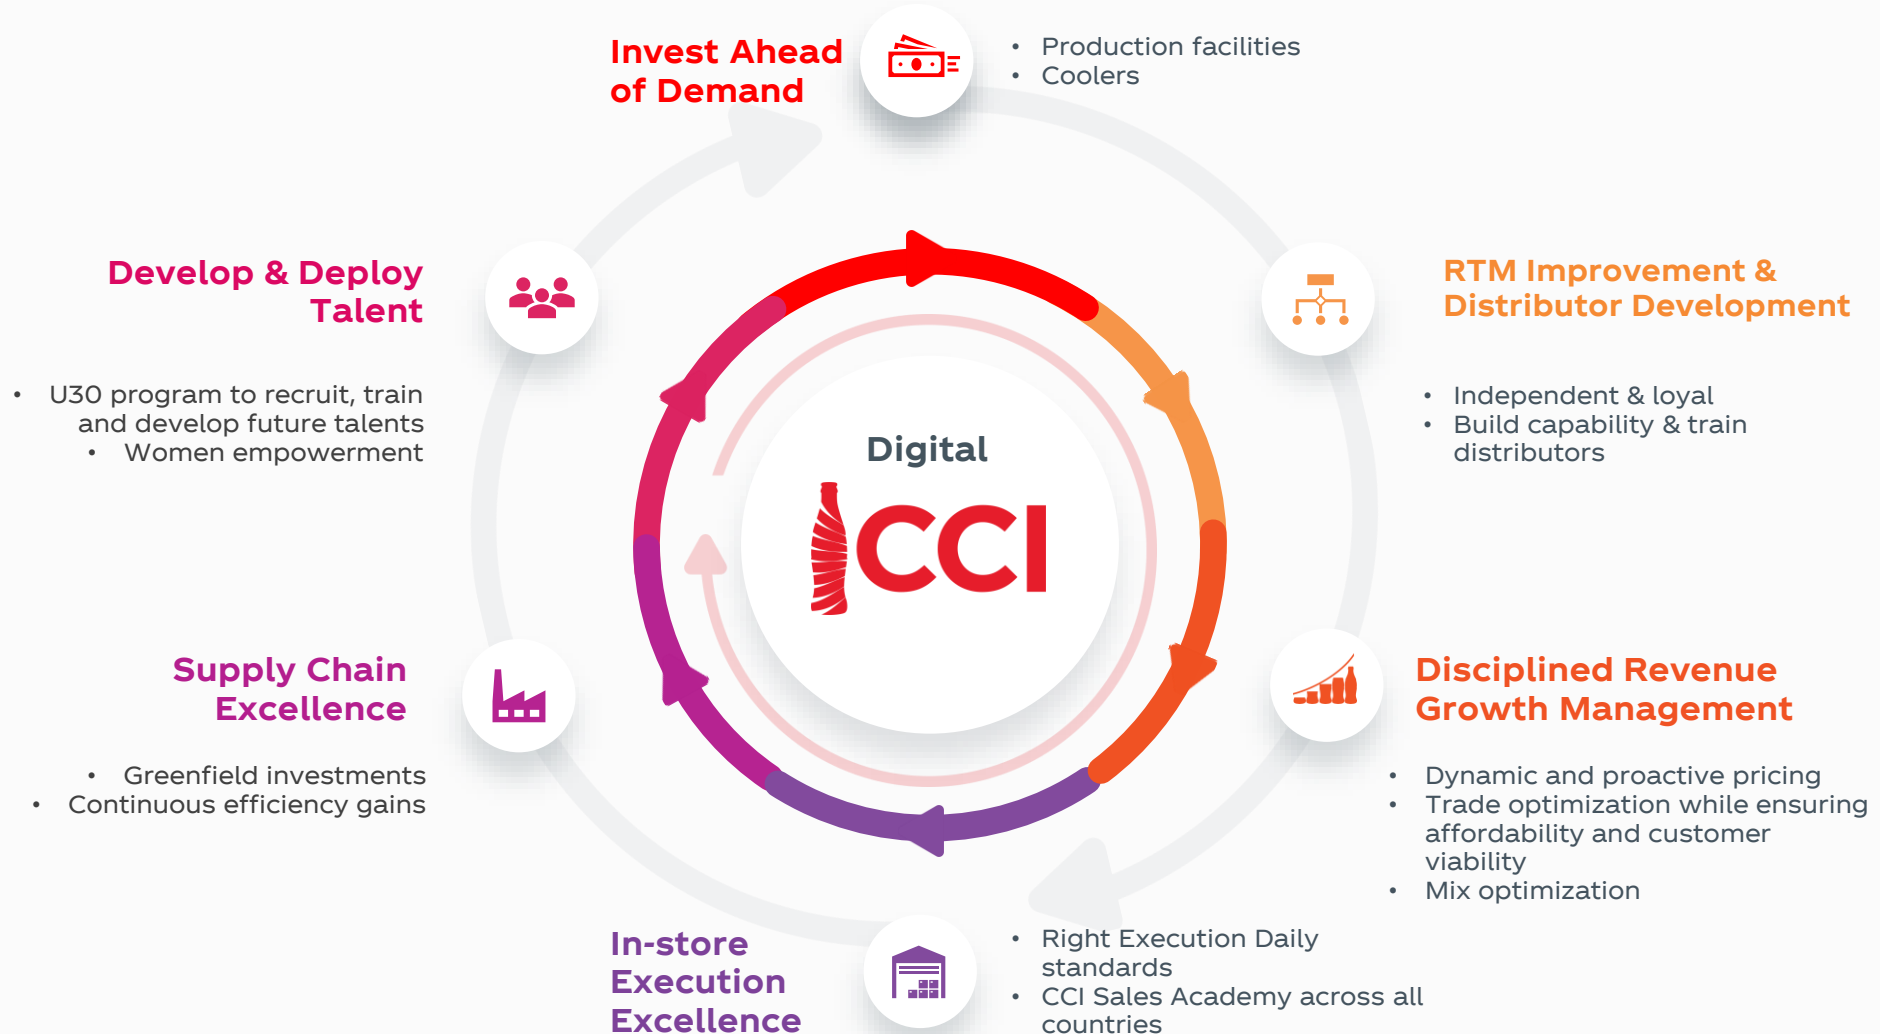 Invest Ahead
of Demand
• Production facilities
• Coolers
RTM Improvement &
Distributor Development
• Independent & loyal
• Build capability & train
distributors
Disciplined Revenue
Growth Management
• Dynamic and proactive pricing
• Trade optimization while ensuring
affordability and customer
viability
• Mix optimization
In-store
Execution
Excellence
• Right Execution Daily
standards
• CCI Sales Academy across all
countries
Supply Chain
Excellence
• Greenfield investments
• Continuous efficiency gains
Develop & Deploy
Talent
• U30 program to recruit, train
and develop future talents
• Women empowerment
Digital
CCI